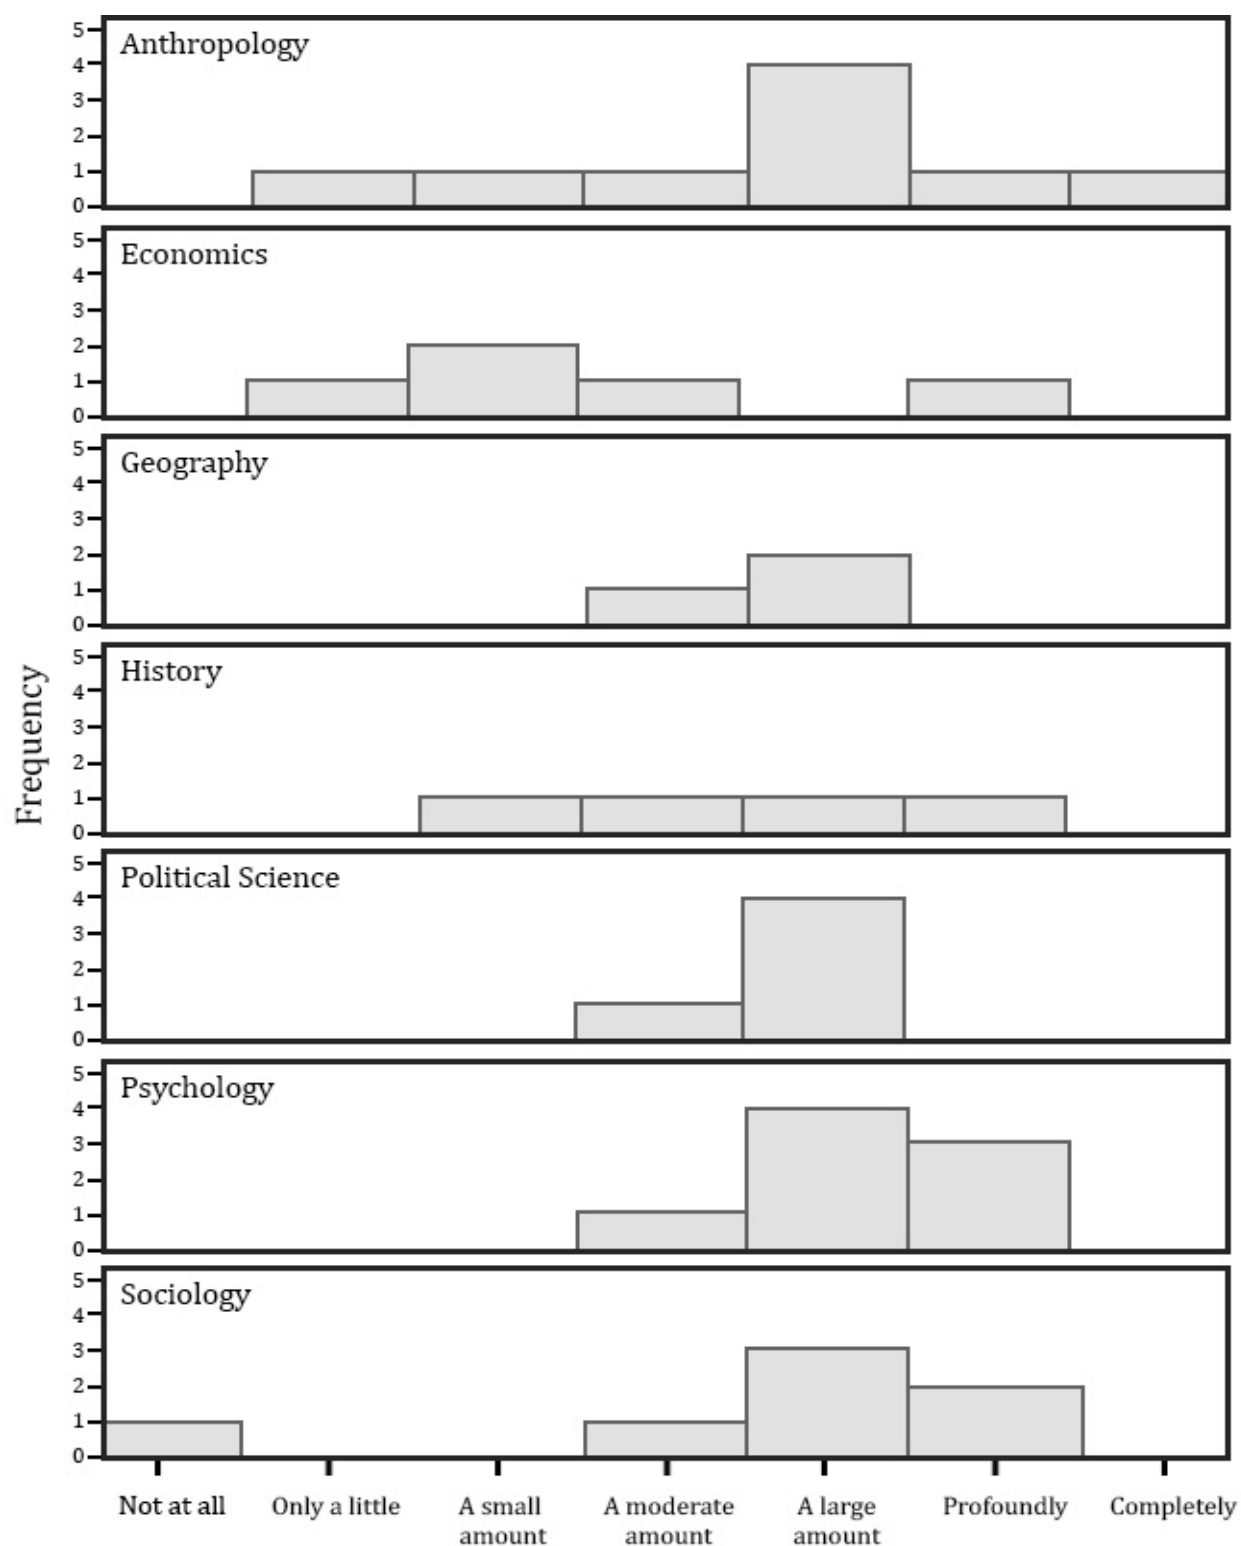 5
Anthropology
4
3
2
1
0
5
Economics
4
3
2
1
0
5
Geography
4
3
2
1
0
Frequency
5
History
4
3
2
1
0
5
Political Science
4
3
2
1
0
5
Psychology
4
3
2
1
0
5
Sociology
4
3
2
1
0
Not at all
Only a little
A small
amount
A moderate
amount
A large
amount
Profoundly
Completely